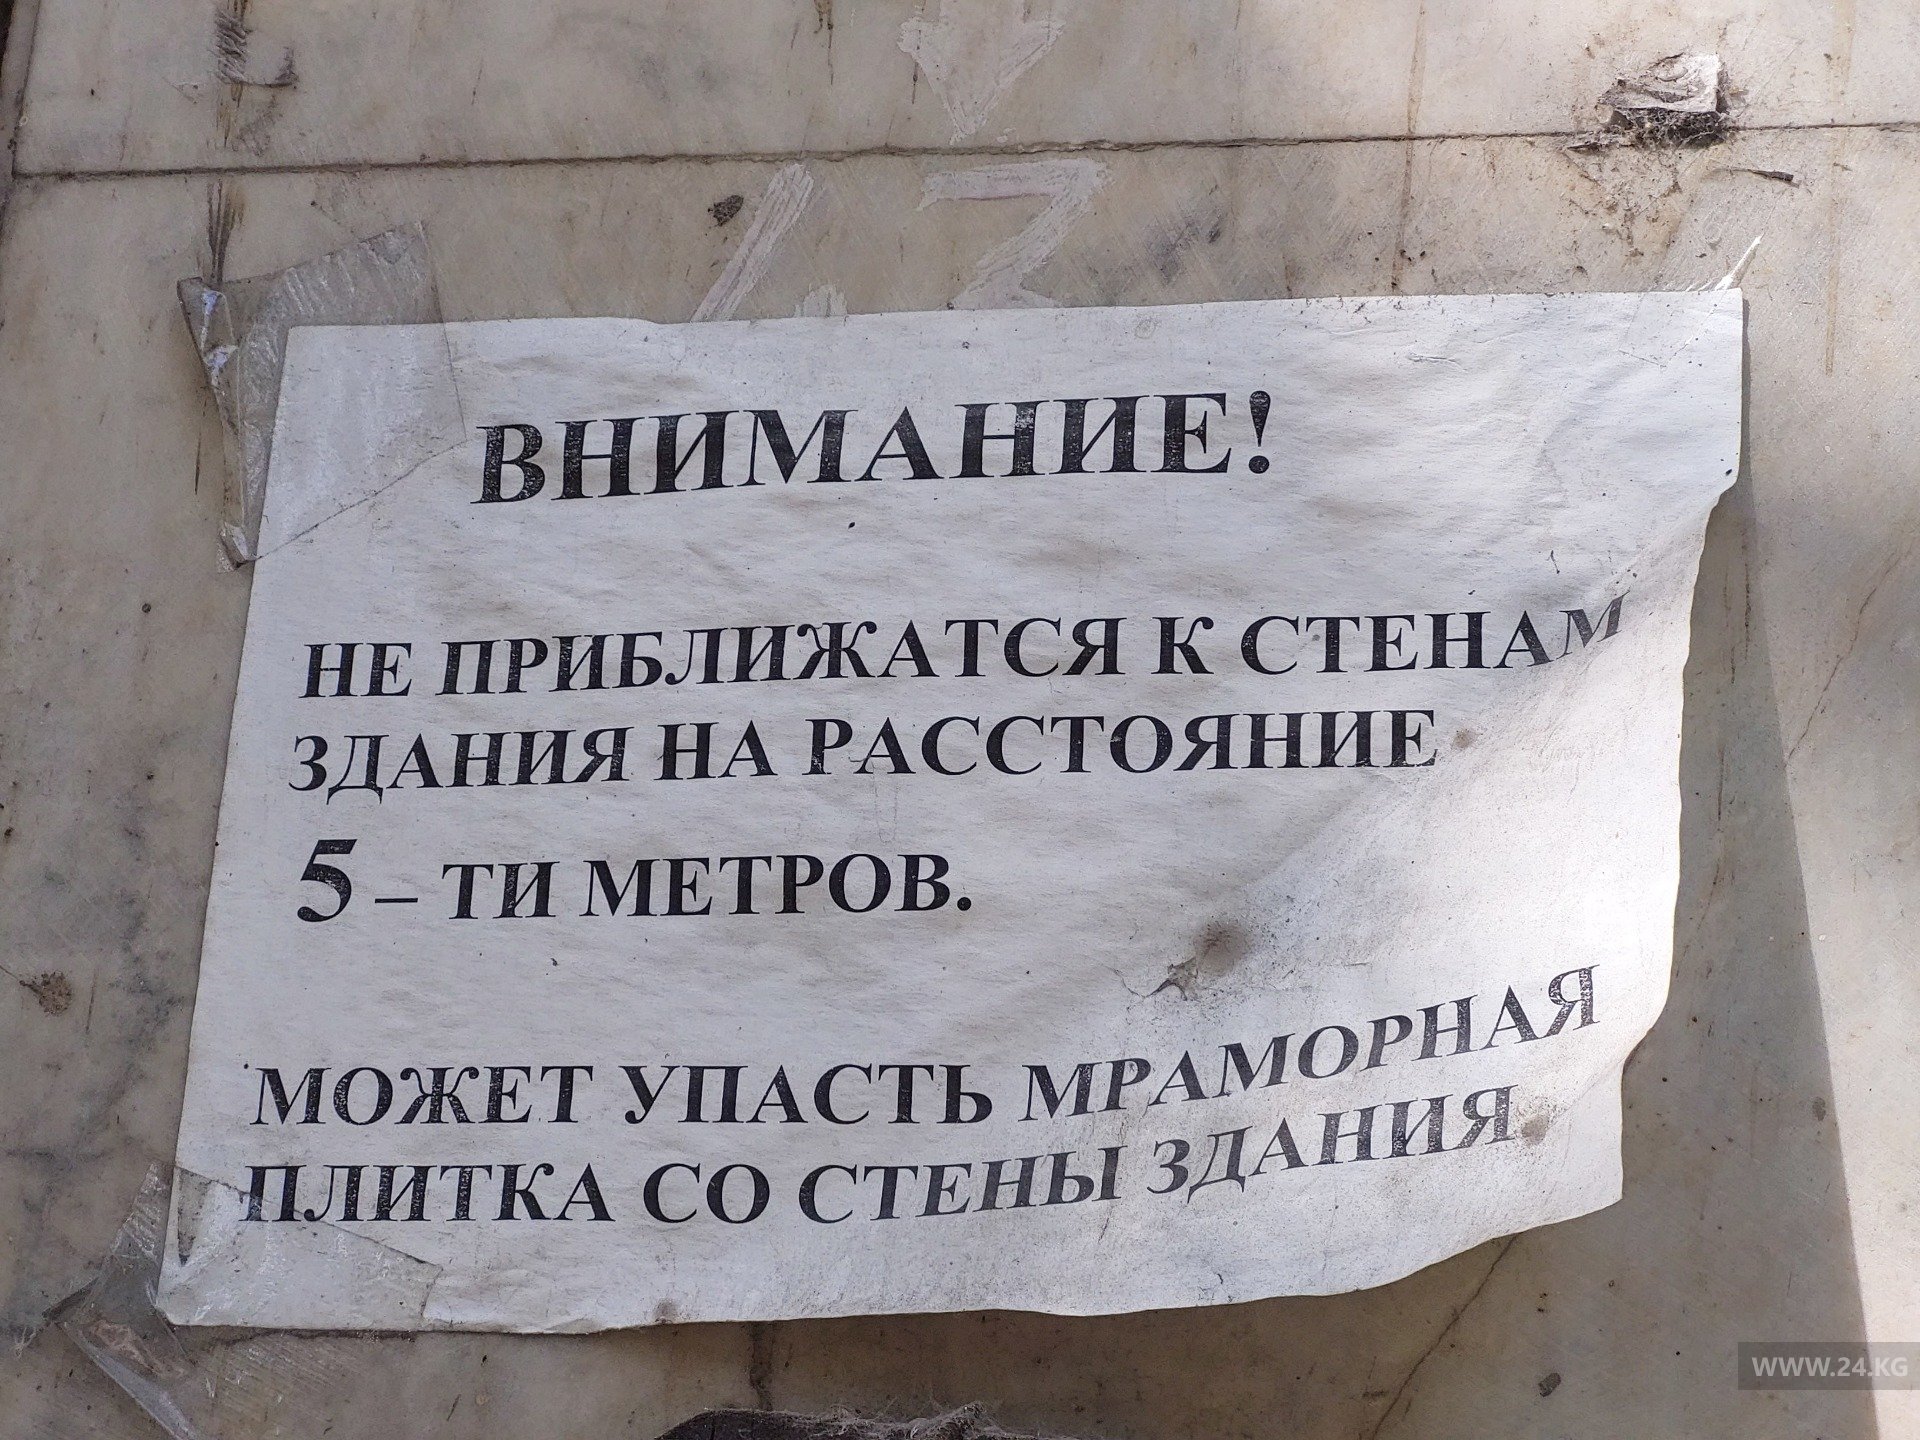 ВНИМАНИЕ!
НЕ ПРИБЛИЖАТСЯ К СТЕНАМ
ЗДАНИЯ НА РАССТОЯНИЕ
5 – ТИ МЕТРОВ.
МОЖЕТ УПАСТЬ МРАМОРНАЯ
ПЛИТКА СО СТЕНЫ ЗДАНИЯ
WWW.24.KG